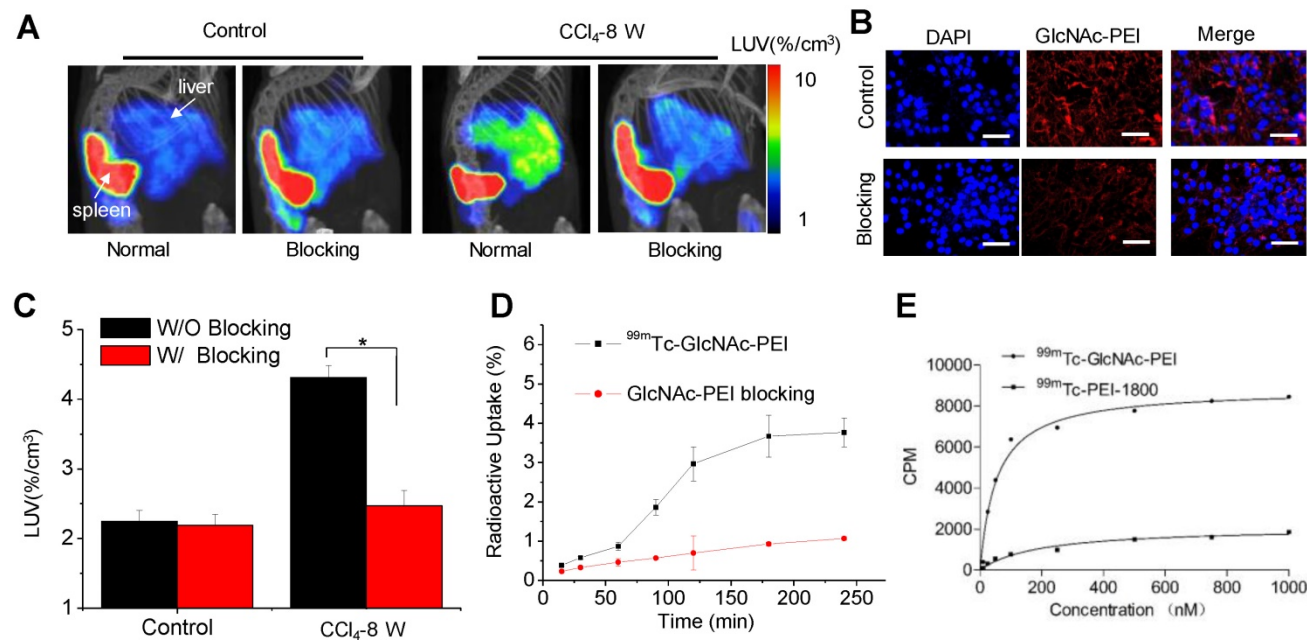 A
Control
CCl₄-8 W
LUV(%/cm³)
10
1
liver
spleen
Normal
Blocking
Normal
Blocking
B
DAPI
GlcNAc-PEI
Merge
Control
Blocking
C
W/O Blocking
W/ Blocking
*
5
4
3
2
1
LUV(%/cm³)
Control
CCl₄-8 W
D
⁹⁹ᵐTc-GlcNAc-PEI
GlcNAc-PEI blocking
6
5
4
3
2
1
0
Radioactive Uptake (%)
0 50 100 150 200 250
Time (min)
E
⁹⁹ᵐTc-GlcNAc-PEI
⁹⁹ᵐTc-PEI-1800
10000
8000
6000
4000
2000
0
CPM
0 200 400 600 800 1000
Concentration （nM）